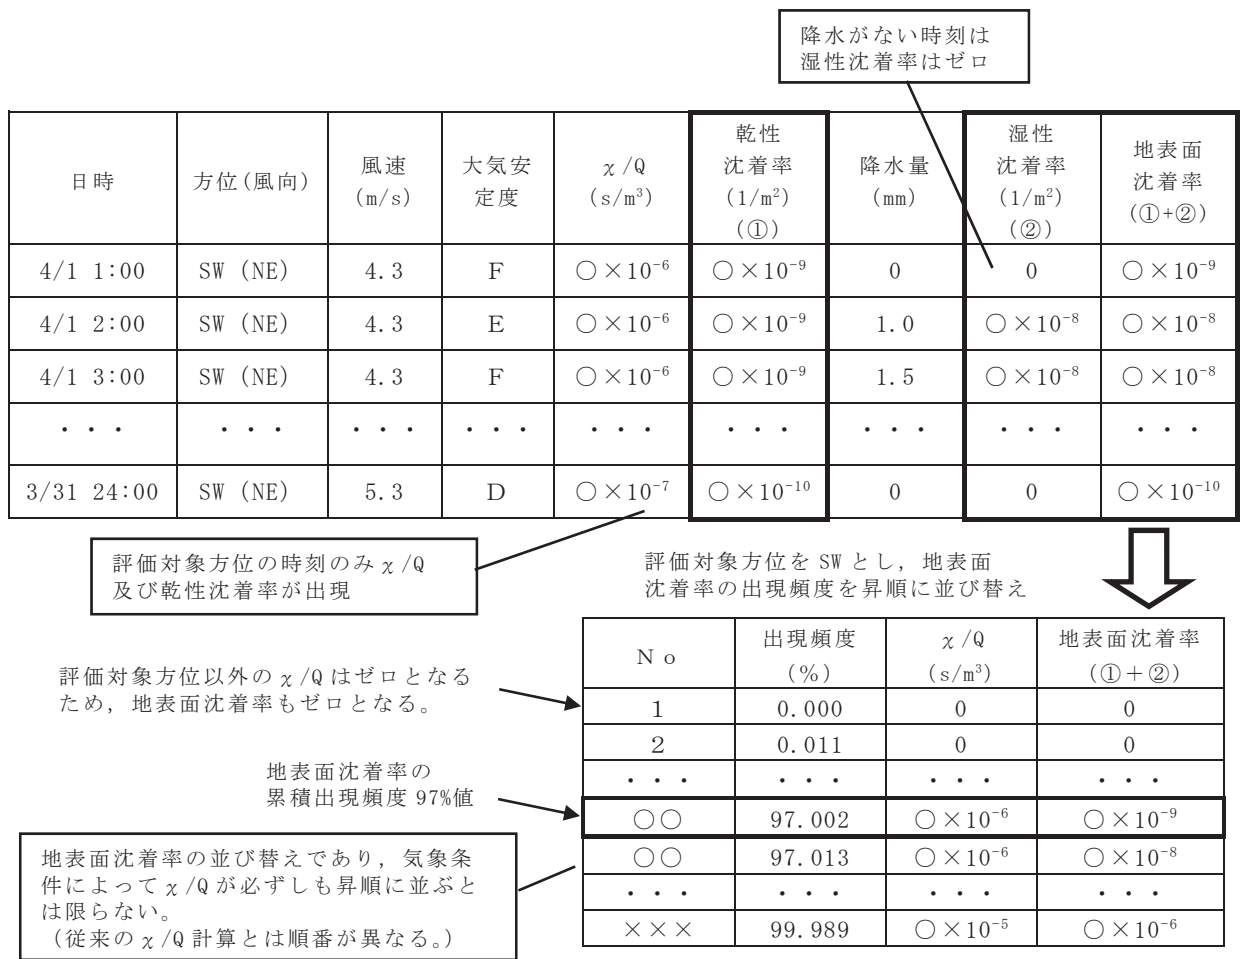 降水がない時刻は
湿性沈着率はゼロ
日時 方位(風向) 風速(m/s) 大気安定度 χ/Q(s/m³) 乾性沈着率(1/m²)(①) 降水量(mm) 湿性沈着率(1/m²)(②) 地表面沈着率(①+②)
4/1 1:00 SW (NE) 4.3 F ○×10⁻⁶ ○×10⁻⁹ 0 0 ○×10⁻⁹
4/1 2:00 SW (NE) 4.3 E ○×10⁻⁶ ○×10⁻⁹ 1.0 ○×10⁻⁸ ○×10⁻⁸
4/1 3:00 SW (NE) 4.3 F ○×10⁻⁶ ○×10⁻⁹ 1.5 ○×10⁻⁸ ○×10⁻⁸
・・・ ・・・ ・・・ ・・・ ・・・ ・・・ ・・・ ・・・ ・・・
3/31 24:00 SW (NE) 5.3 D ○×10⁻⁷ ○×10⁻¹⁰ 0 0 ○×10⁻¹⁰
評価対象方位の時刻のみχ/Q
及び乾性沈着率が出現
評価対象方位を SW とし，地表面
沈着率の出現頻度を昇順に並び替え
評価対象方位以外のχ/Qはゼロとなる
ため，地表面沈着率もゼロとなる。
地表面沈着率の
累積出現頻度 97%値
地表面沈着率の並び替えであり，気象条
件によってχ/Qが必ずしも昇順に並ぶと
は限らない。
（従来のχ/Q計算とは順番が異なる。）
No 出現頻度(%) χ/Q(s/m³) 地表面沈着率(①＋②)
1 0.000 0 0
2 0.011 0 0
・・・ ・・・ ・・・ ・・・
○○ 97.002 ○×10⁻⁶ ○×10⁻⁹
○○ 97.013 ○×10⁻⁶ ○×10⁻⁸
・・・ ・・・ ・・・ ・・・
××× 99.989 ○×10⁻⁵ ○×10⁻⁶